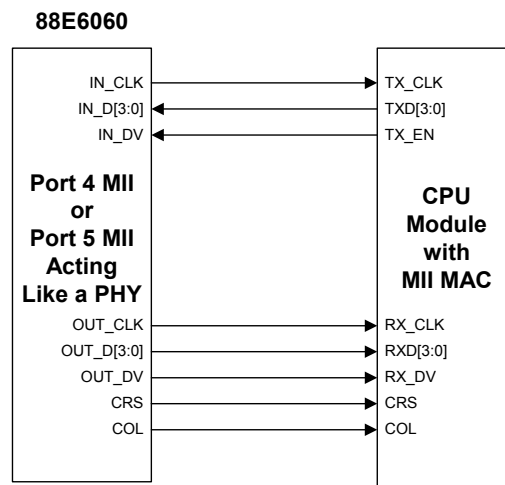 88E6060
IN_CLK
TX_CLK
IN_D[3:0]
TXD[3:0]
IN_DV
TX_EN
Port 4 MII
or
Port 5 MII
Acting
Like a PHY
CPU
Module
with
MII MAC
OUT_CLK
RX_CLK
OUT_D[3:0]
RXD[3:0]
OUT_DV
RX_DV
CRS
CRS
COL
COL